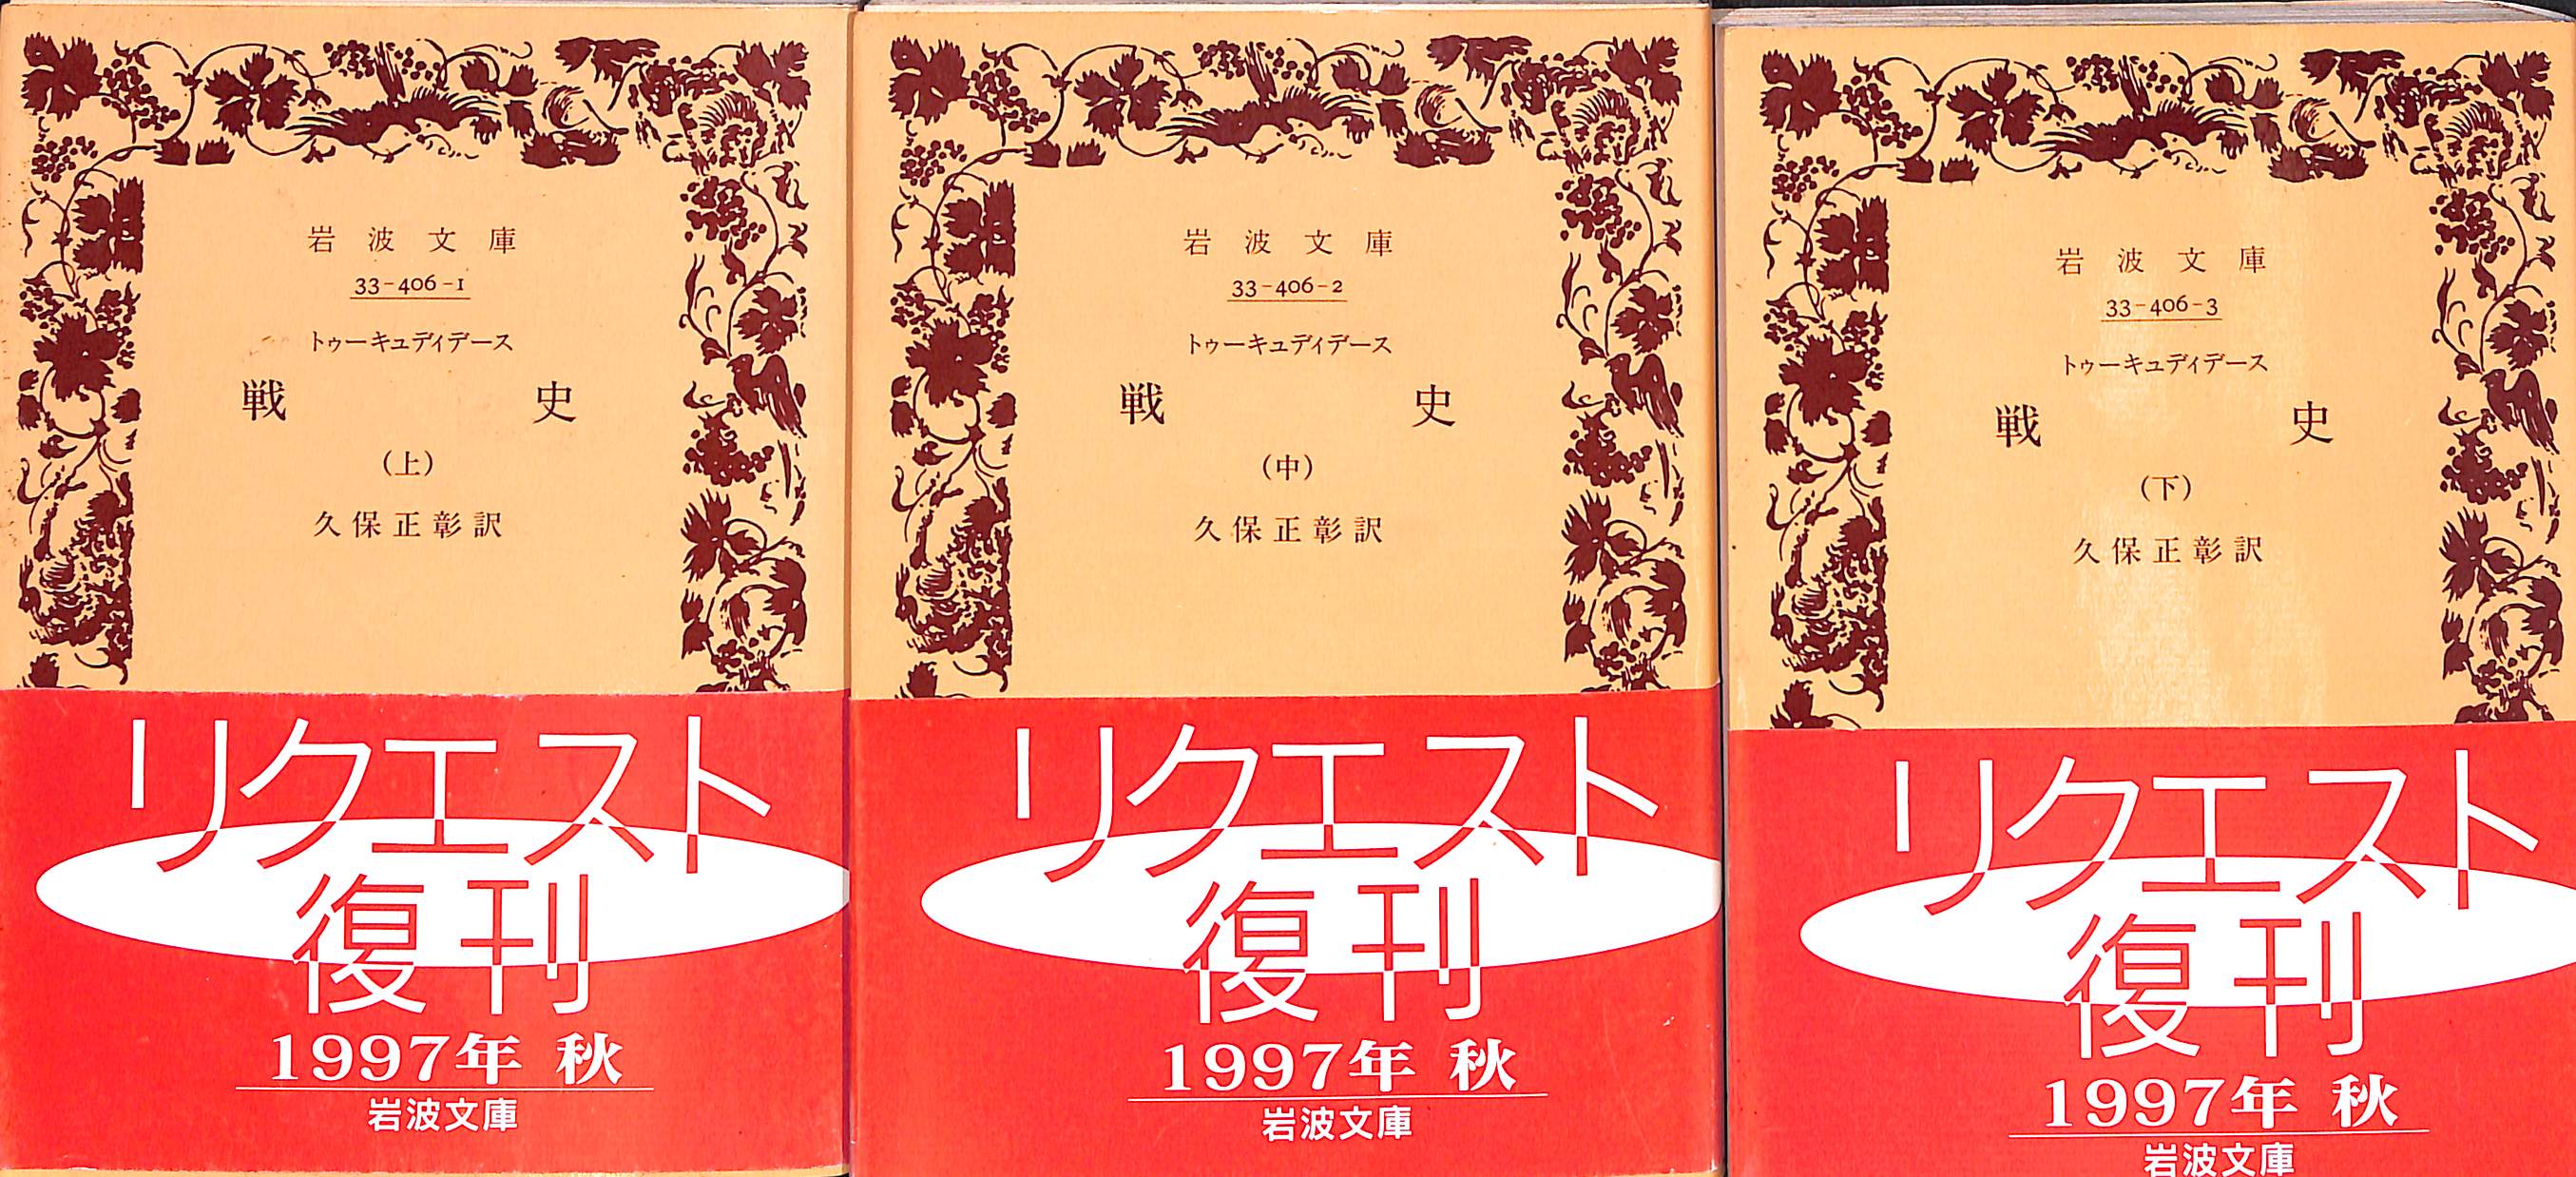 岩波文庫
33-406-1
トゥーキュディデース
戦史
(上)
久保正彰訳
リクエスト
復刊
1997年 秋
岩波文庫
岩波文庫
33-406-2
トゥーキュディデース
戦史
(中)
久保正彰訳
リクエスト
復刊
1997年 秋
岩波文庫
岩波文庫
33-406-3
トゥーキュディデース
戦史
(下)
久保正彰訳
リクエスト
復刊
1997年 秋
岩波文庫